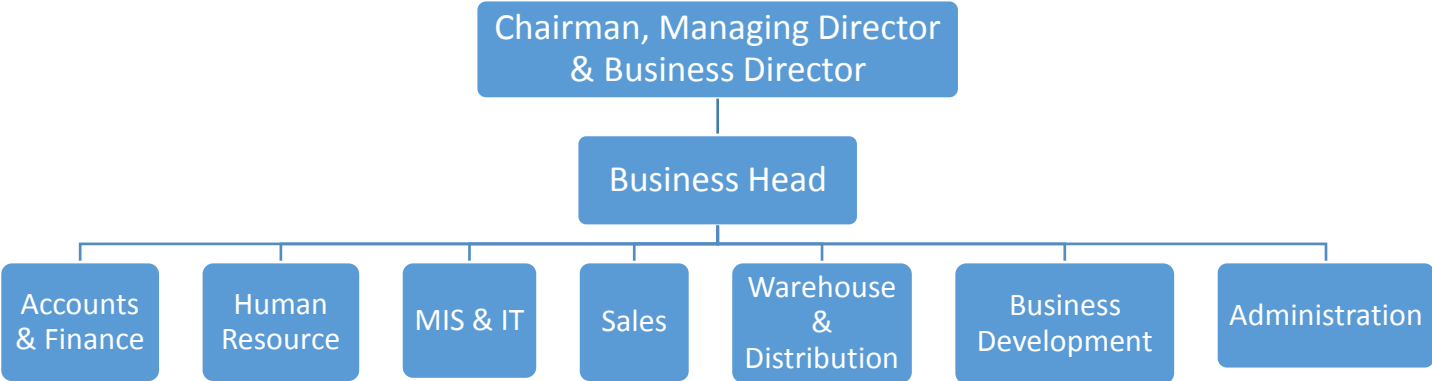 Chairman, Managing Director
& Business Director
Business Head
Accounts
& Finance
Human
Resource
MIS & IT
Sales
Warehouse
&
Distribution
Business
Development
Administration